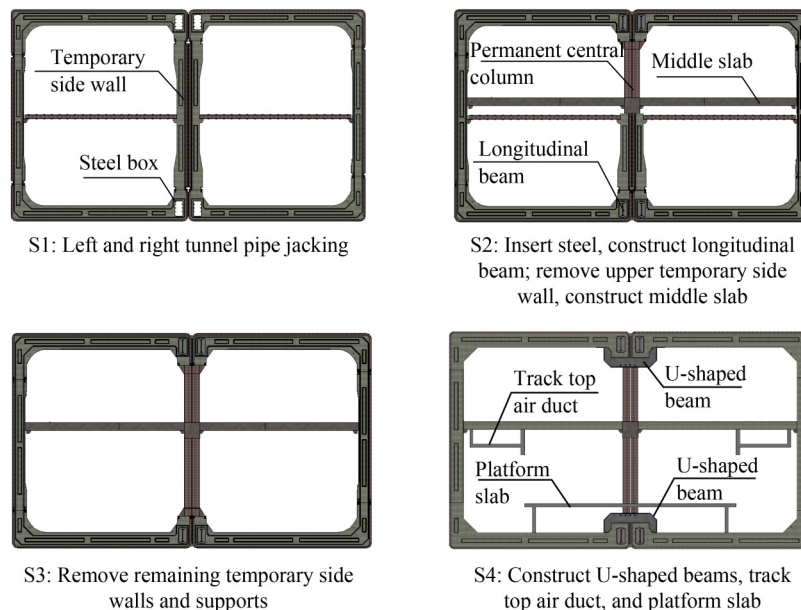 Temporary
side wall
Steel box
S1: Left and right tunnel pipe jacking
Permanent central
column
Middle slab
Longitudinal
beam
S2: Insert steel, construct longitudinal
beam; remove upper temporary side
wall, construct middle slab
S3: Remove remaining temporary side
walls and supports
Track top
air duct
U-shaped
beam
Platform
slab
U-shaped
beam
S4: Construct U-shaped beams, track
top air duct, and platform slab